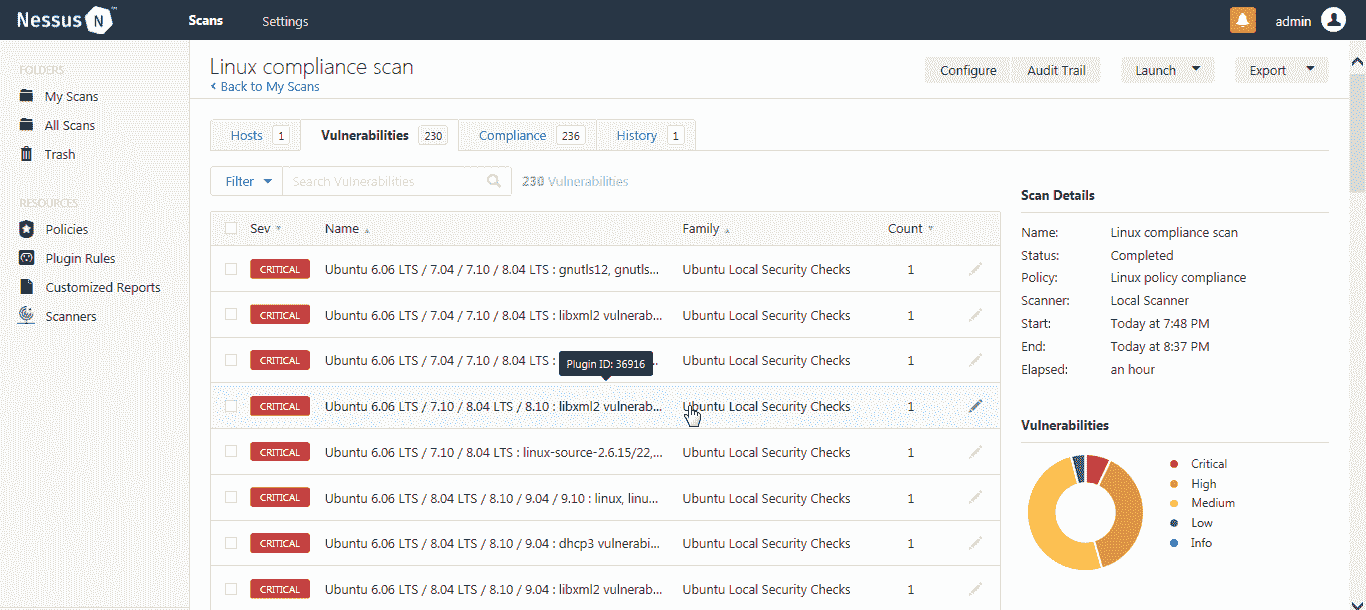 Nessus N ™ Scans Settings admin
FOLDERS
My Scans
All Scans
Trash
RESOURCES
Policies
Plugin Rules
Customized Reports
Scanners
Linux compliance scan
< Back to My Scans
Configure Audit Trail Launch Export
Hosts 1 Vulnerabilities 230 Compliance 236 History 1
Filter Search Vulnerabilities 230 Vulnerabilities
Sev Name Family Count
CRITICAL Ubuntu 6.06 LTS / 7.04 / 7.10 / 8.04 LTS : gnutls12, gnutls... Ubuntu Local Security Checks 1
CRITICAL Ubuntu 6.06 LTS / 7.04 / 7.10 / 8.04 LTS : libxml2 vulnerab... Ubuntu Local Security Checks 1
CRITICAL Ubuntu 6.06 LTS / 7.04 / 7.10 / 8.04 LTS : Ubuntu Local Security Checks 1
Plugin ID: 36916
CRITICAL Ubuntu 6.06 LTS / 7.10 / 8.04 LTS / 8.10 : libxml2 vulnerab... Ubuntu Local Security Checks 1
CRITICAL Ubuntu 6.06 LTS / 7.10 / 8.04 LTS : linux-source-2.6.15/22,... Ubuntu Local Security Checks 1
CRITICAL Ubuntu 6.06 LTS / 8.04 LTS / 8.10 / 9.04 / 9.10 : linux, linu... Ubuntu Local Security Checks 1
CRITICAL Ubuntu 6.06 LTS / 8.04 LTS / 8.10 / 9.04 : dhcp3 vulnerabi... Ubuntu Local Security Checks 1
CRITICAL Ubuntu 6.06 LTS / 8.04 LTS / 8.10 / 9.04 : libxml2 vulnerab... Ubuntu Local Security Checks 1
Scan Details
Name: Linux compliance scan
Status: Completed
Policy: Linux policy compliance
Scanner: Local Scanner
Start: Today at 7:48 PM
End: Today at 8:37 PM
Elapsed: an hour
Vulnerabilities
Critical
High
Medium
Low
Info